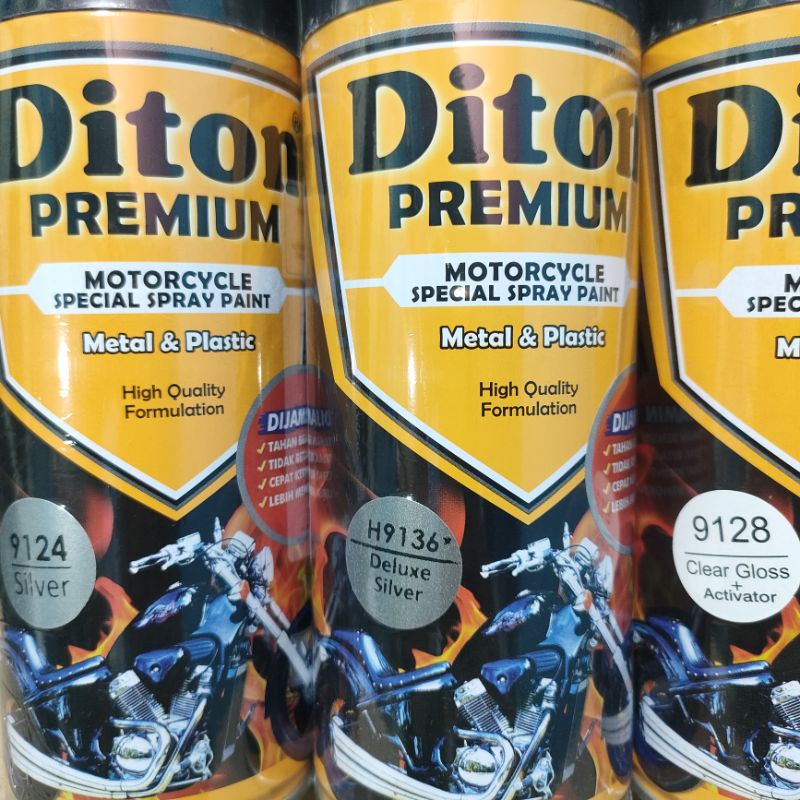 Diton
PREMIUM
MOTORCYCLE
SPECIAL SPRAY PAINT
Metal & Plastic
High Quality
Formulation
TIDAK
9124
Silver
Diton
PREMIUM
MOTORCYCLE
SPECIAL SPRAY PAINT
Metal & Plastic
High Quality
Formulation
H9136*
Deluxe
Silver
9128
Clear Gloss
+
Activator